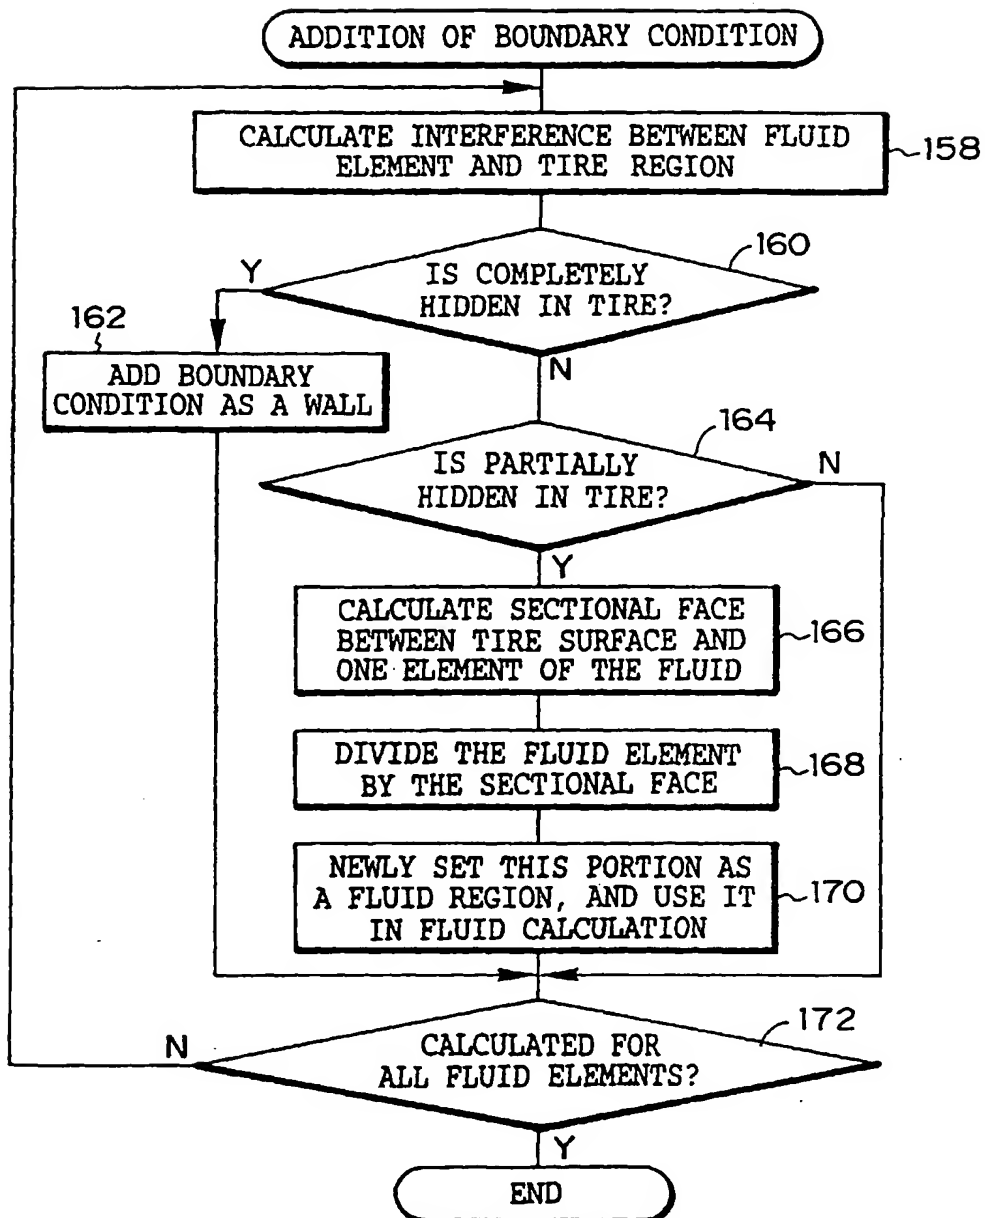 ADDITION OF BOUNDARY CONDITION
CALCULATE INTERFERENCE BETWEEN FLUID
ELEMENT AND TIRE REGION
158
160
Y
IS COMPLETELY
HIDDEN IN TIRE?
162
N
ADD BOUNDARY
CONDITION AS A WALL
164
IS PARTIALLY
HIDDEN IN TIRE?
N
Y
CALCULATE SECTIONAL FACE
BETWEEN TIRE SURFACE AND
ONE ELEMENT OF THE FLUID
166
DIVIDE THE FLUID ELEMENT
BY THE SECTIONAL FACE
168
NEWLY SET THIS PORTION AS
A FLUID REGION, AND USE IT
IN FLUID CALCULATION
170
172
N
CALCULATED FOR
ALL FLUID ELEMENTS?
Y
END